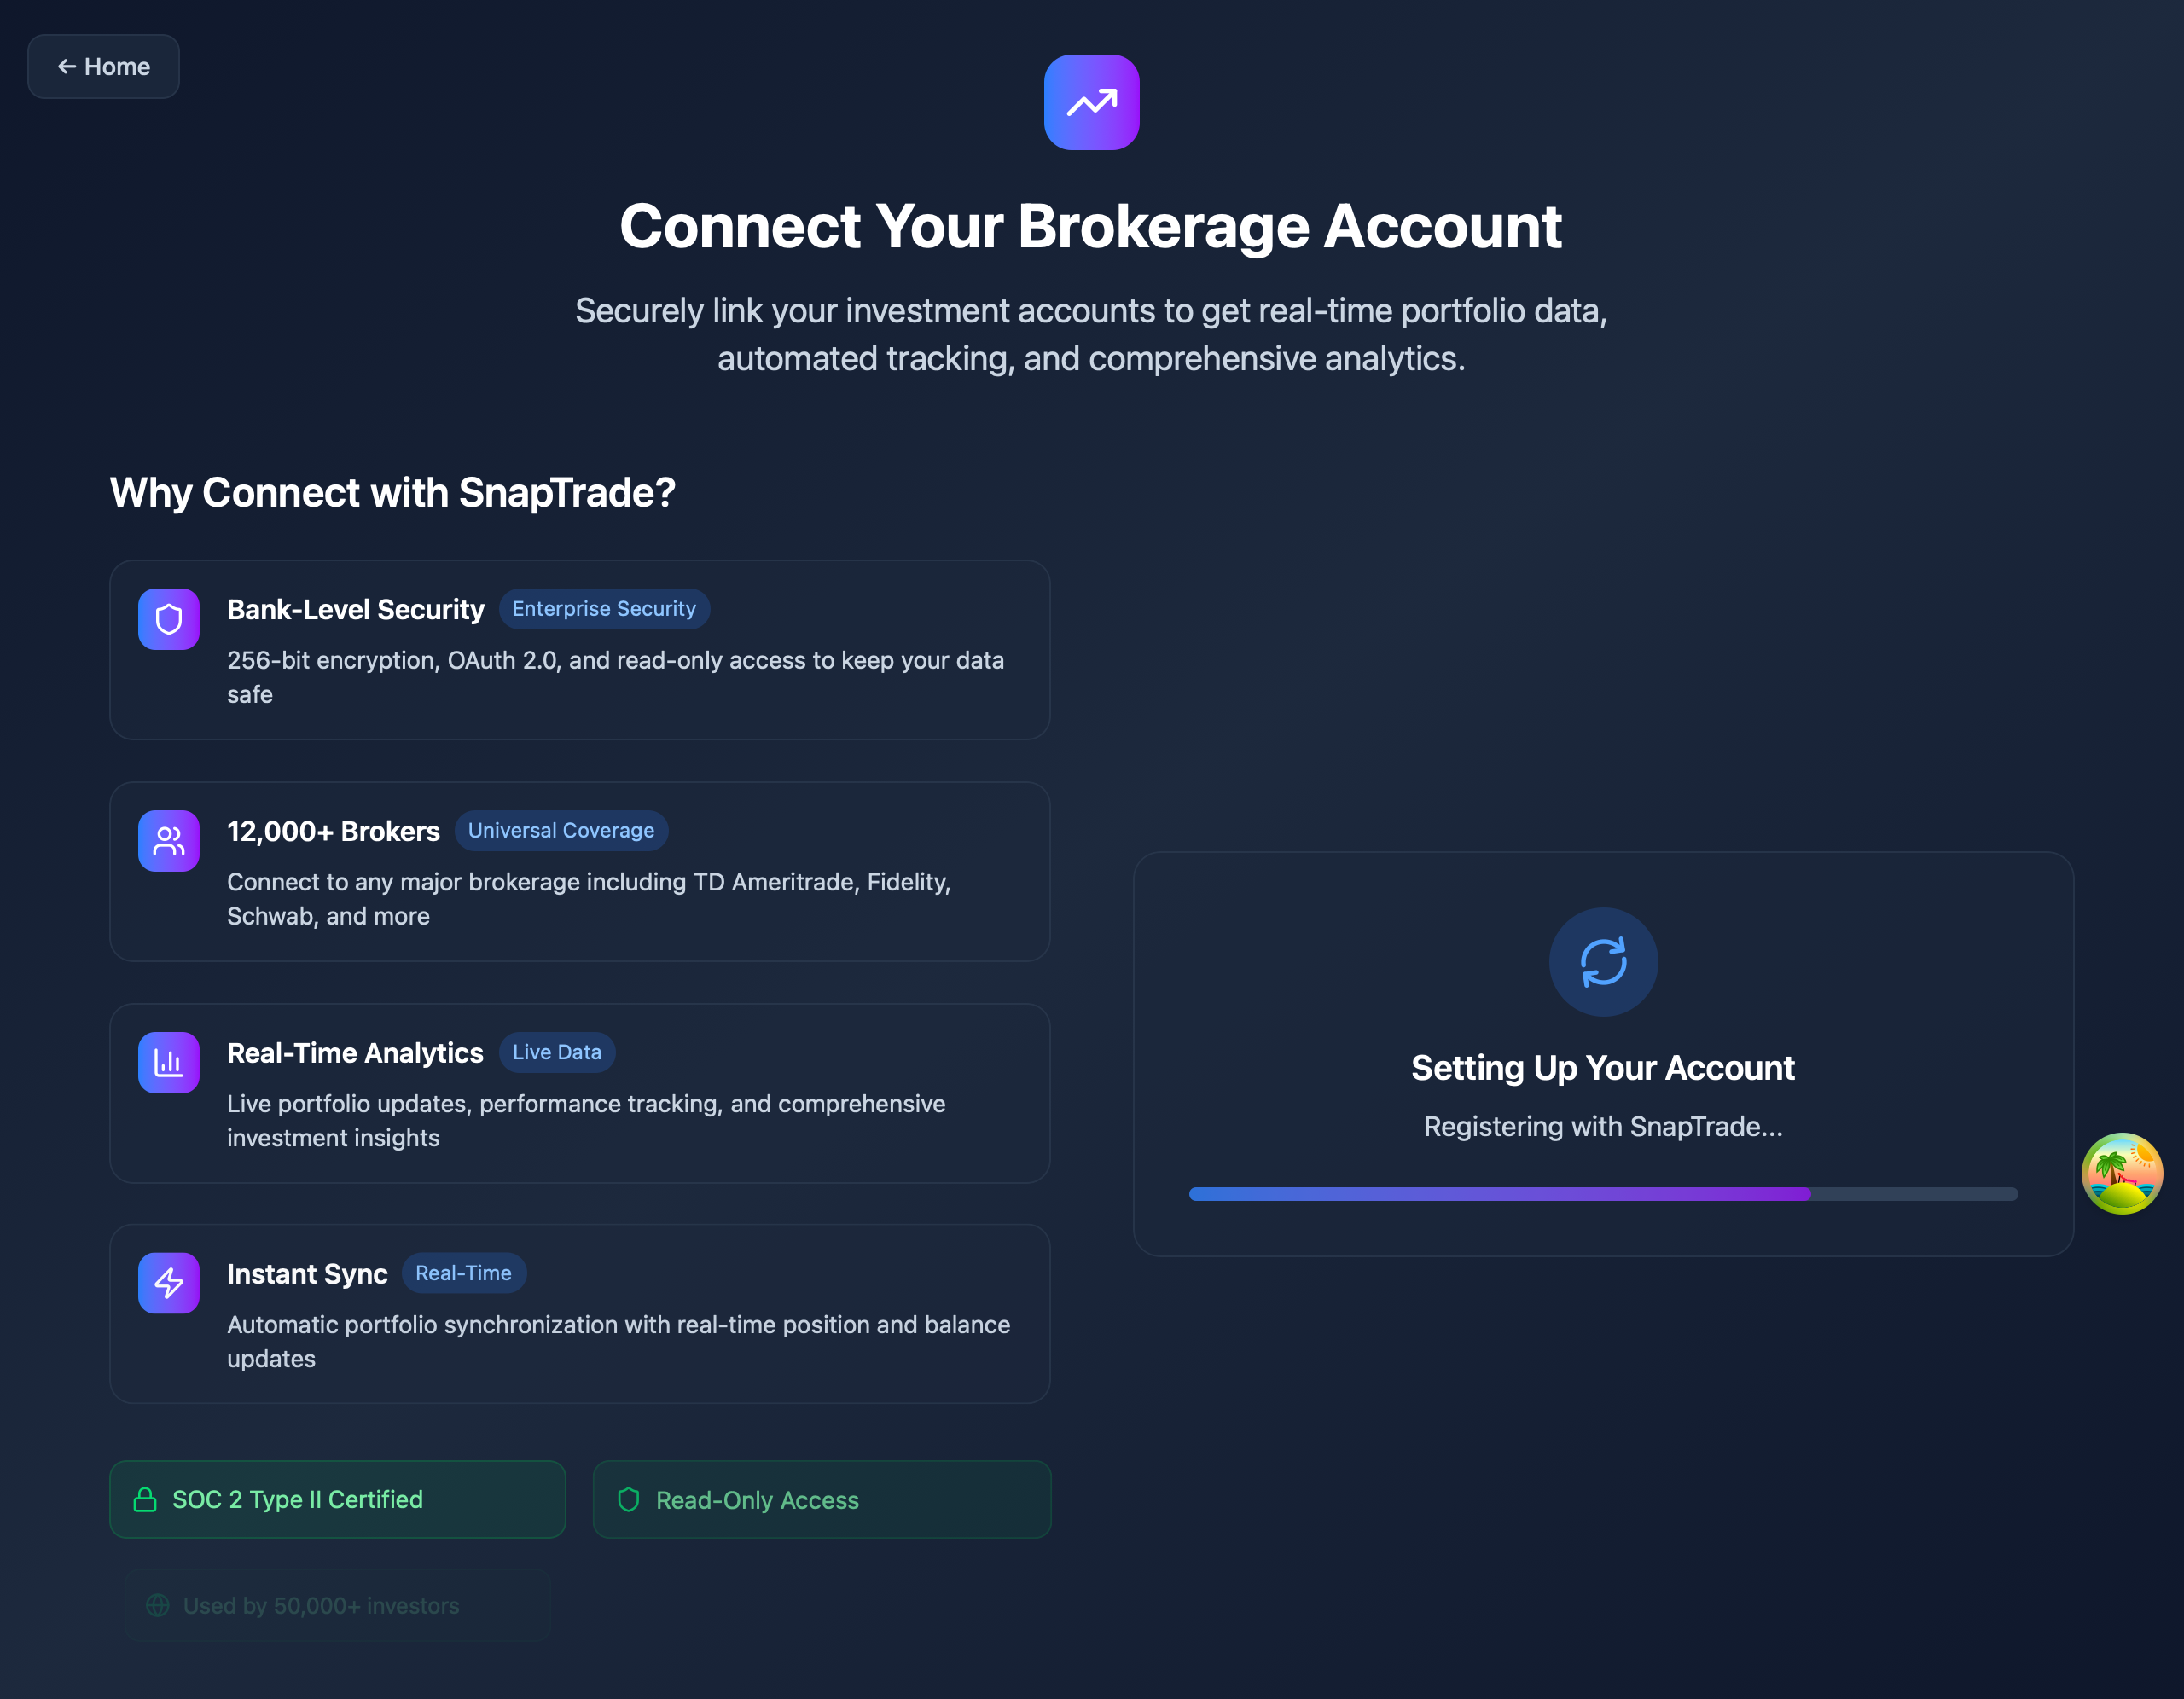 ← Home
Connect Your Brokerage Account
Securely link your investment accounts to get real-time portfolio data,
automated tracking, and comprehensive analytics.
Why Connect with SnapTrade?
Bank-Level Security Enterprise Security
256-bit encryption, OAuth 2.0, and read-only access to keep your data
safe
12,000+ Brokers Universal Coverage
Connect to any major brokerage including TD Ameritrade, Fidelity,
Schwab, and more
Real-Time Analytics Live Data
Live portfolio updates, performance tracking, and comprehensive
investment insights
Instant Sync Real-Time
Automatic portfolio synchronization with real-time position and balance
updates
SOC 2 Type II Certified
Read-Only Access
Used by 50,000+ investors
Setting Up Your Account
Registering with SnapTrade...